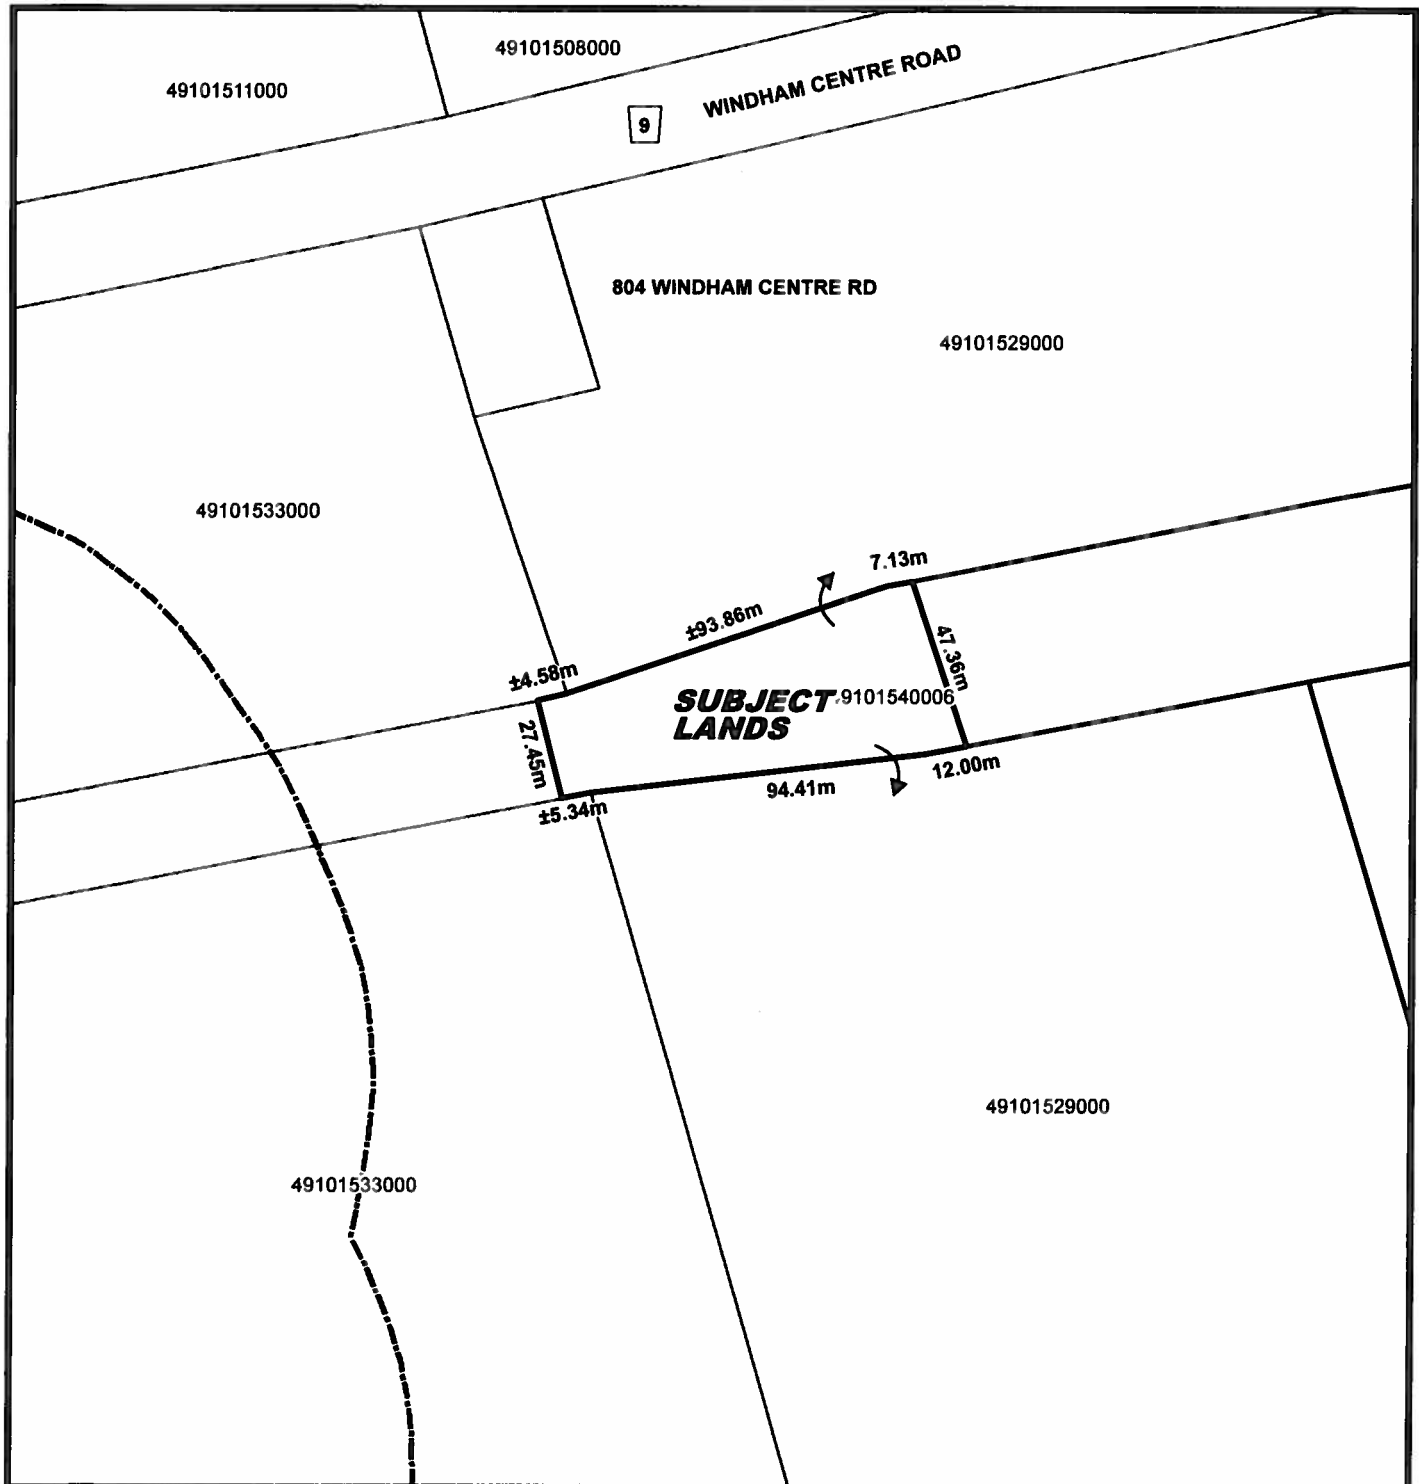 49101508000
49101511000
WINDHAM CENTRE ROAD
9
804 WINDHAM CENTRE RD
49101529000
49101533000
7.13m
±93.86m
47.36m
±4.58m
SUBJECT
9101540006
LANDS
27.45m
12.00m
94.41m
±5.34m
49101529000
49101533000